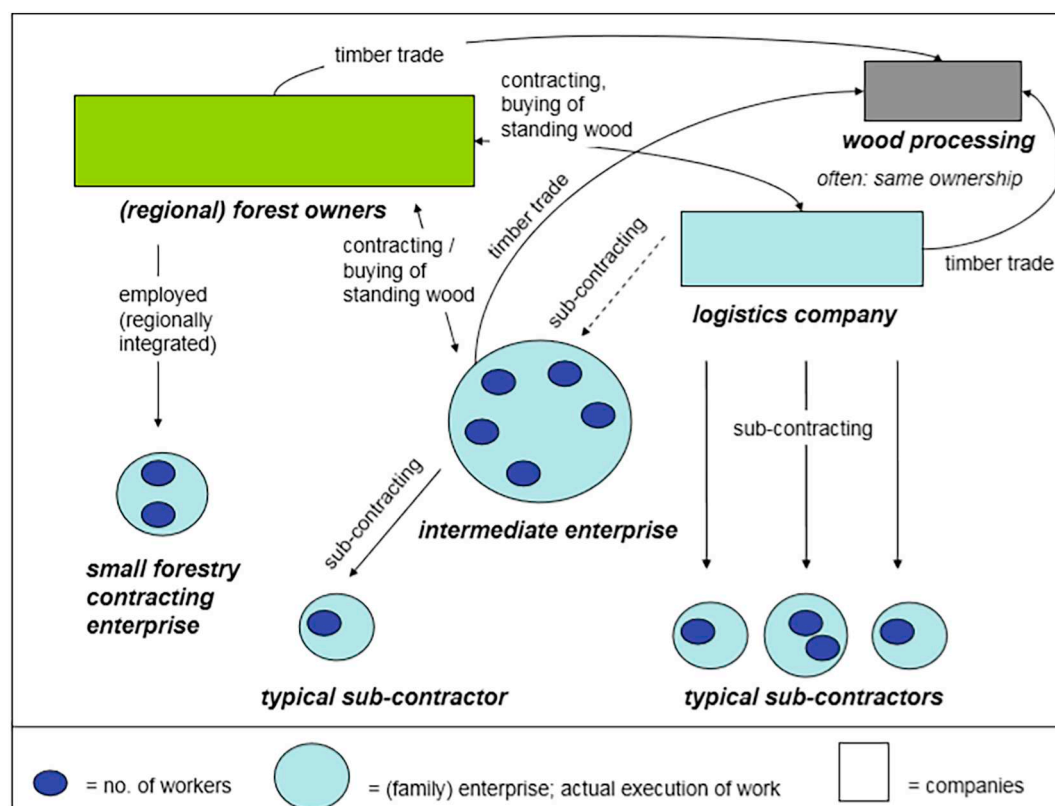 timber trade
contracting,
buying of
standing wood
wood processing
often: same ownership
(regional) forest owners
contracting /
buying of
standing wood
timber trade
sub-contracting
timber trade
logistics company
employed
(regionally
integrated)
sub-contracting
sub-contracting
intermediate enterprise
small forestry
contracting
enterprise
typical sub-contractor
typical sub-contractors
= no. of workers
= (family) enterprise; actual execution of work
= companies